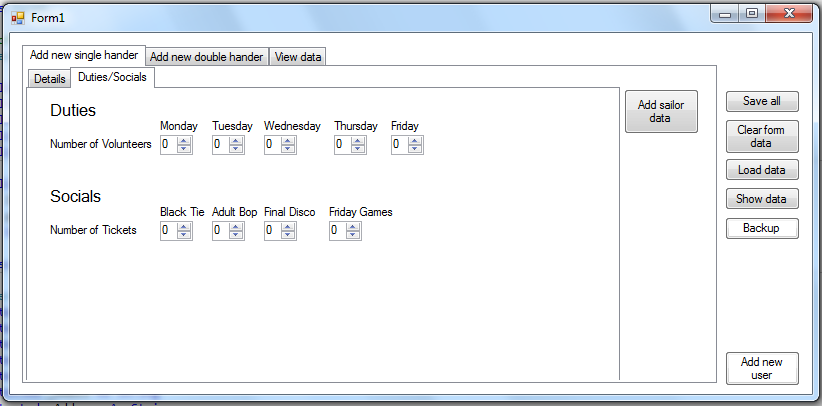 Form1
Add new single hander Add new double hander View data
Details Duties/Socials
Duties
Monday Tuesday Wednesday Thursday Friday
Number of Volunteers 0 0 0 0 0
Socials
Black Tie Adult Bop Final Disco Friday Games
Number of Tickets 0 0 0 0
Add sailor
data
Save all
Clear form
data
Load data
Show data
Backup
Add new
user